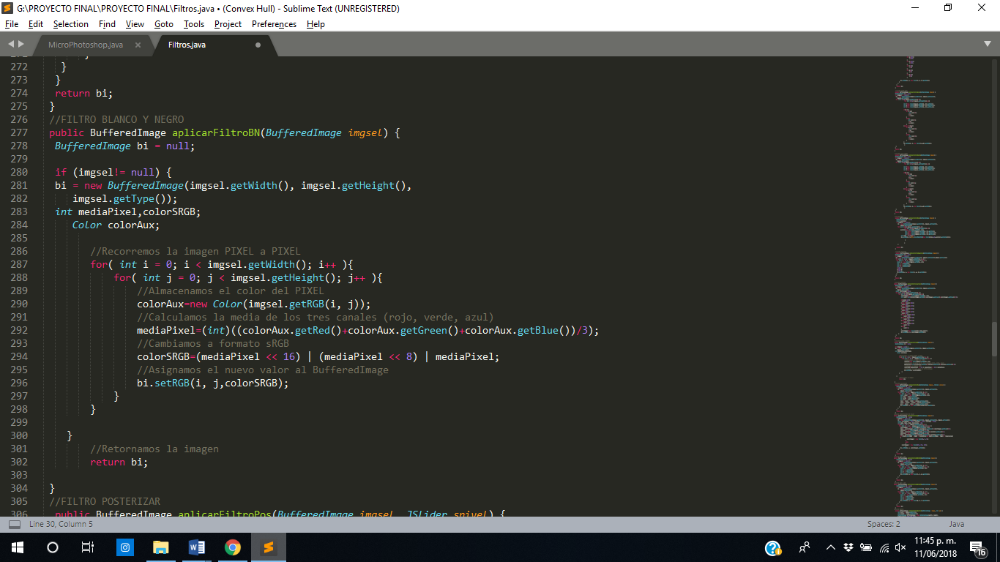 G:\PROYECTO FINAL\PROYECTO FINAL\Filtros.java • (Convex Hull) - Sublime Text (UNREGISTERED)
File Edit Selection Find View Goto Tools Project Preferences Help
MicroPhotoshop.java Filtros.java
272 }
273 }
274 return bi;
275 }
276 //FILTRO BLANCO Y NEGRO
277 public BufferedImage aplicarFiltroBN(BufferedImage imgsel) {
278 BufferedImage bi = null;
279
280 if (imgsel!= null) {
281 bi = new BufferedImage(imgsel.getWidth(), imgsel.getHeight(),
282 imgsel.getType());
283 int mediaPixel,colorSRGB;
284 Color colorAux;
285
286 //Recorremos la imagen PIXEL a PIXEL
287 for( int i = 0; i < imgsel.getWidth(); i++ ){
288 for( int j = 0; j < imgsel.getHeight(); j++ ){
289 //Almacenamos el color del PIXEL
290 colorAux=new Color(imgsel.getRGB(i, j));
291 //Calculamos la media de los tres canales (rojo, verde, azul)
292 mediaPixel=(int)((colorAux.getRed()+colorAux.getGreen()+colorAux.getBlue())/3);
293 //Cambiamos a formato sRGB
294 colorSRGB=(mediaPixel << 16) | (mediaPixel << 8) | mediaPixel;
295 //Asignamos el nuevo valor al BufferedImage
296 bi.setRGB(i, j,colorSRGB);
297 }
298 }
299
300 }
301 //Retornamos la imagen
302 return bi;
303
304 }
305 //FILTRO POSTERIZAR
306 public BufferedImage aplicarFiltroPos(BufferedImage imgsel, JSlider snivel) {
Line 30, Column 5 Spaces: 2 Java
11:45 p. m.
11/06/2018
16